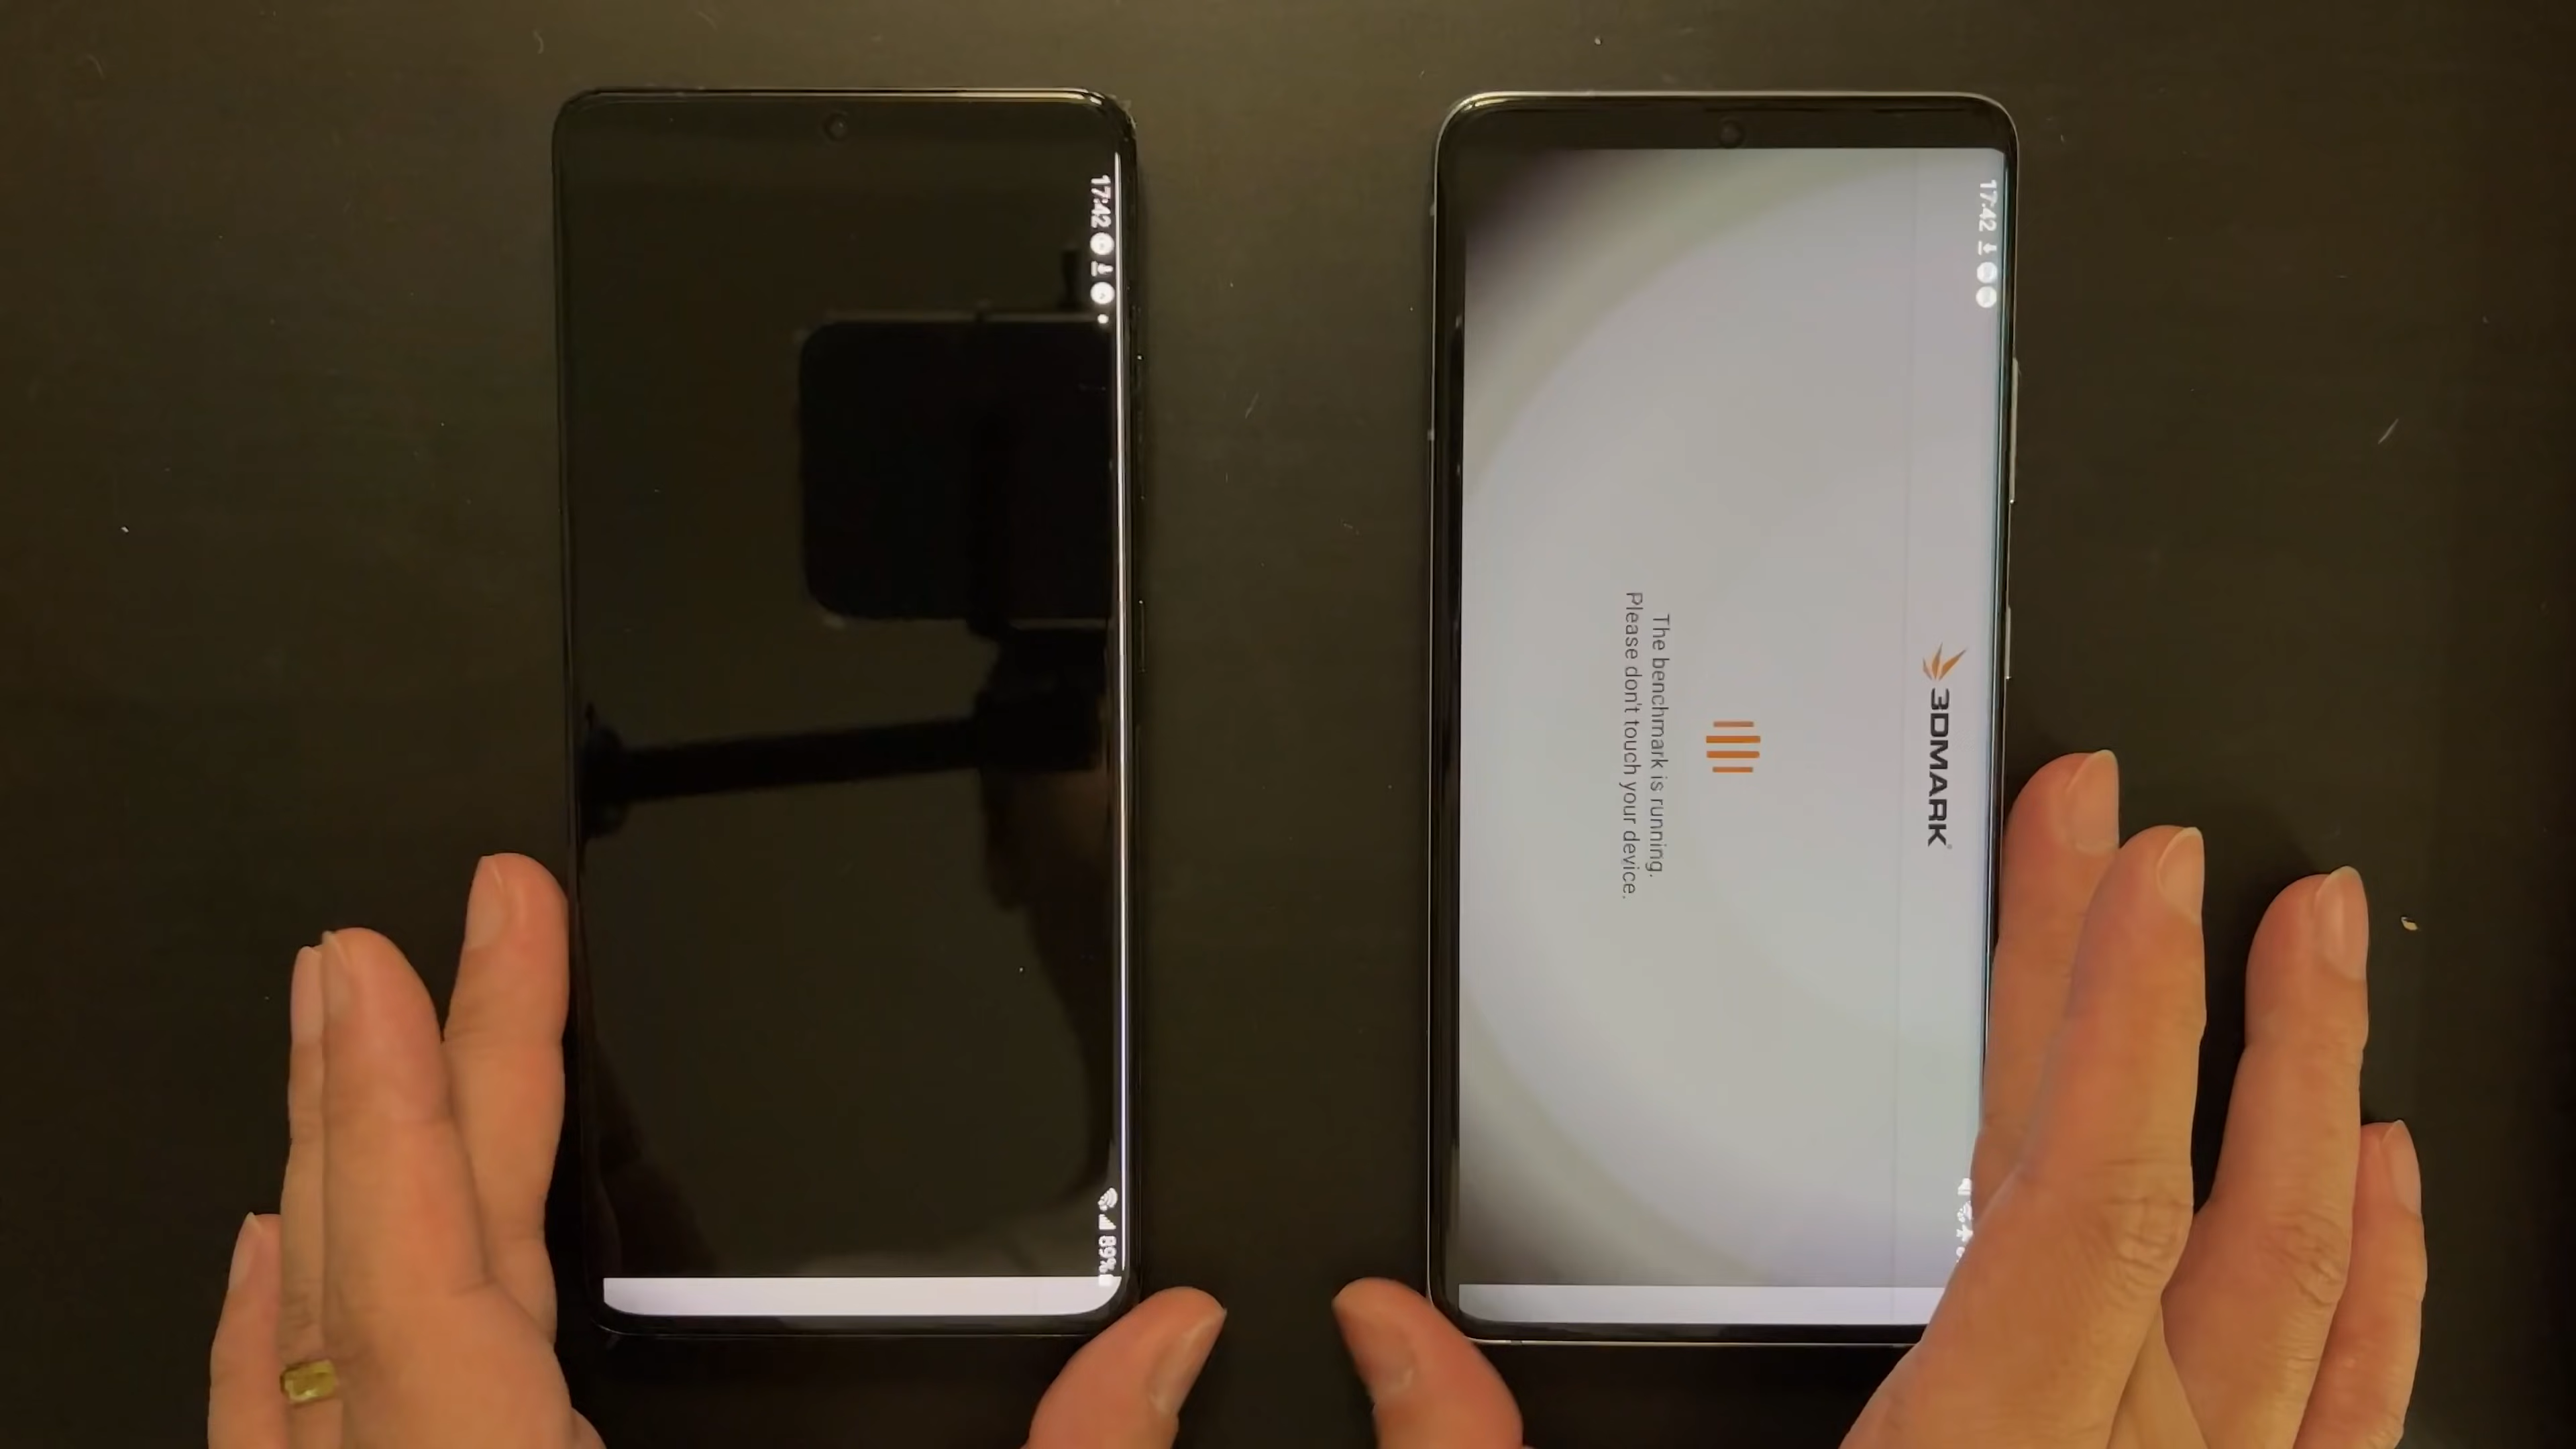 17:42
89%
17:42
3DMARK
The benchmark is running.
Please don't touch your device.